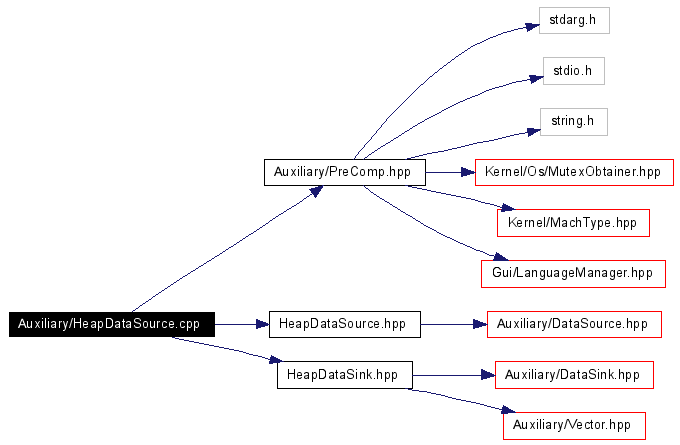 stdarg.h
stdio.h
string.h
Auxiliary/PreComp.hpp
Kernel/Os/MutexObtainer.hpp
Kernel/MachType.hpp
Gui/LanguageManager.hpp
Auxiliary/HeapDataSource.cpp
HeapDataSource.hpp
Auxiliary/DataSource.hpp
HeapDataSink.hpp
Auxiliary/DataSink.hpp
Auxiliary/Vector.hpp